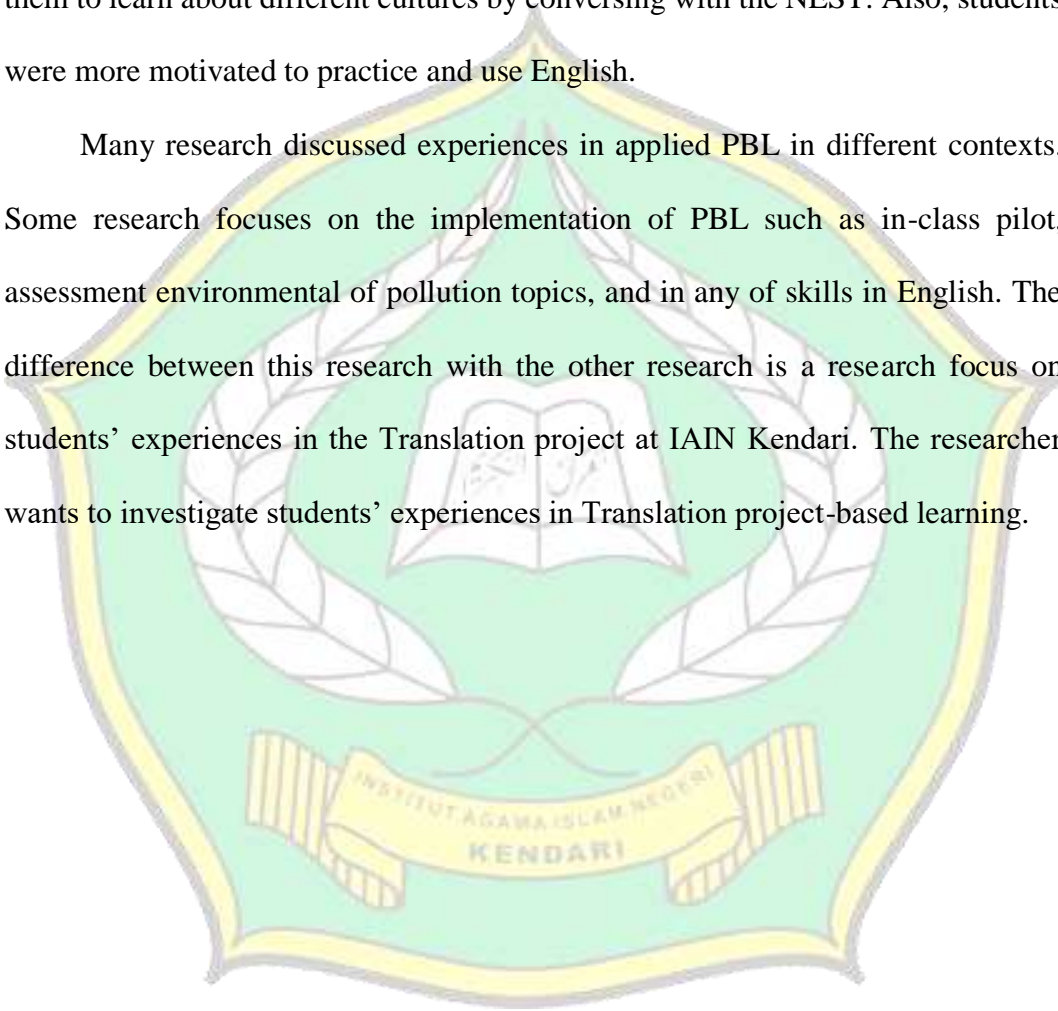 them to learn about different cultures by conversing with the NEST. Also, students
were more motivated to practice and use English.
Many research discussed experiences in applied PBL in different contexts.
Some research focuses on the implementation of PBL such as in-class pilot,
assessment environmental of pollution topics, and in any of skills in English. The
difference between this research with the other research is a research focus on
students’ experiences in the Translation project at IAIN Kendari. The researcher
wants to investigate students’ experiences in Translation project-based learning.
INSTITUT AGAMA ISLAM NEGERI
KENDARI